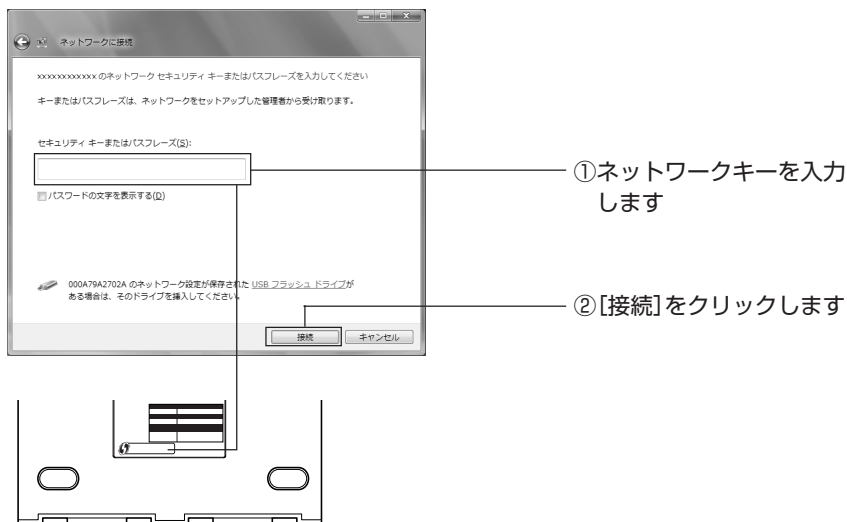 ネットワークに接続
xxxxxxxxxxxx のネットワーク セキュリティ キーまたはパスフレーズを入力してください
キーまたはパスフレーズは、ネットワークをセットアップした管理者から受け取ります。
セキュリティ キーまたはパスフレーズ(S):
パスワードの文字を表示する(D)
000A79A2702A のネットワーク設定が保存された USB フラッシュ ドライブが
ある場合は、そのドライブを挿入してください。
接続
キャンセル
①ネットワークキーを入力
します
②[接続]をクリックします